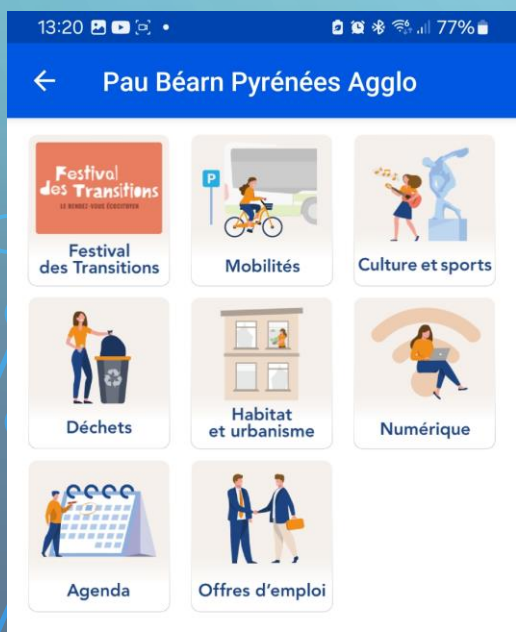 13:20
77%
Pau Béarn Pyrénées Agglo
Festival
des Transitions
LE RENDEZ-VOUS ÉCOCITOYEN
Festival
des Transitions
P
Mobilités
Culture et sports
Déchets
Habitat
et urbanisme
Numérique
Agenda
Offres d'emploi